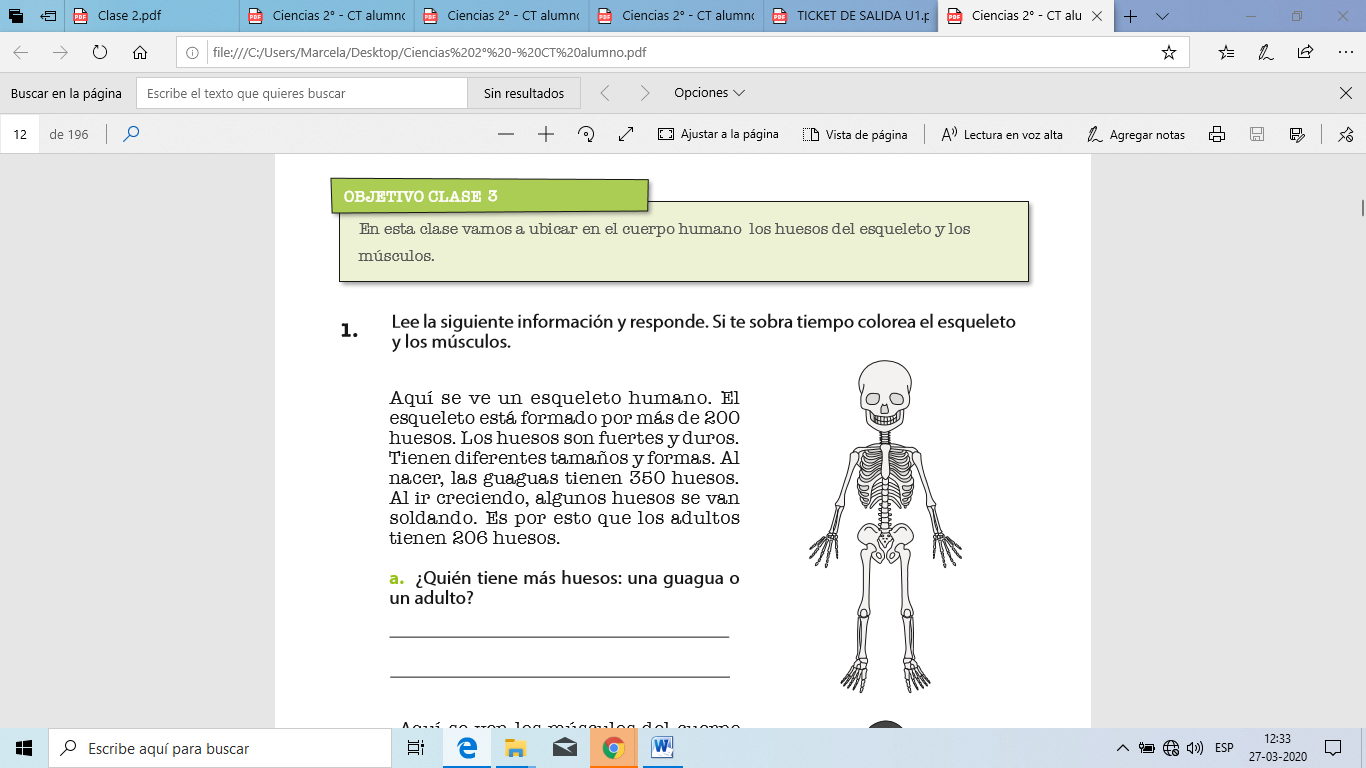 Clase 2.pdf
Ciencias 2° - CT alumno
Ciencias 2° - CT alumno
Ciencias 2° - CT alumno
TICKET DE SALIDA U1.p
Ciencias 2° - CT alu
file:///C:/Users/Marcela/Desktop/Ciencias%202°%20-%20CT%20alumno.pdf
Buscar en la página
Escribe el texto que quieres buscar
Sin resultados
Opciones
12
de 196
Ajustar a la página
Vista de página
Lectura en voz alta
Agregar notas
OBJETIVO CLASE 3
En esta clase vamos a ubicar en el cuerpo humano los huesos del esqueleto y los
músculos.
1.
Lee la siguiente información y responde. Si te sobra tiempo colorea el esqueleto
y los músculos.
Aquí se ve un esqueleto humano. El
esqueleto está formado por más de 200
huesos. Los huesos son fuertes y duros.
Tienen diferentes tamaños y formas. Al
nacer, las guaguas tienen 350 huesos.
Al ir creciendo, algunos huesos se van
soldando. Es por esto que los adultos
tienen 206 huesos.
a. ¿Quién tiene más huesos: una guagua o
un adulto?
Aquí se ven los músculos del cuerpo
Escribe aquí para buscar
ESP
12:33
27-03-2020